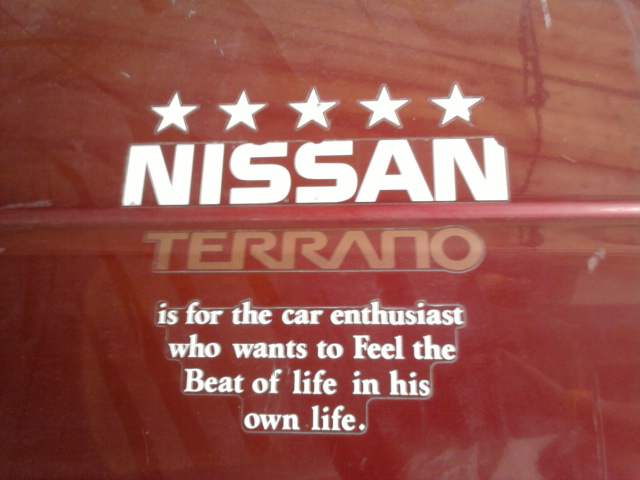 NISSAN
TERRANO
is for the car enthusiast
who wants to Feel the
Beat of life in his
own life.